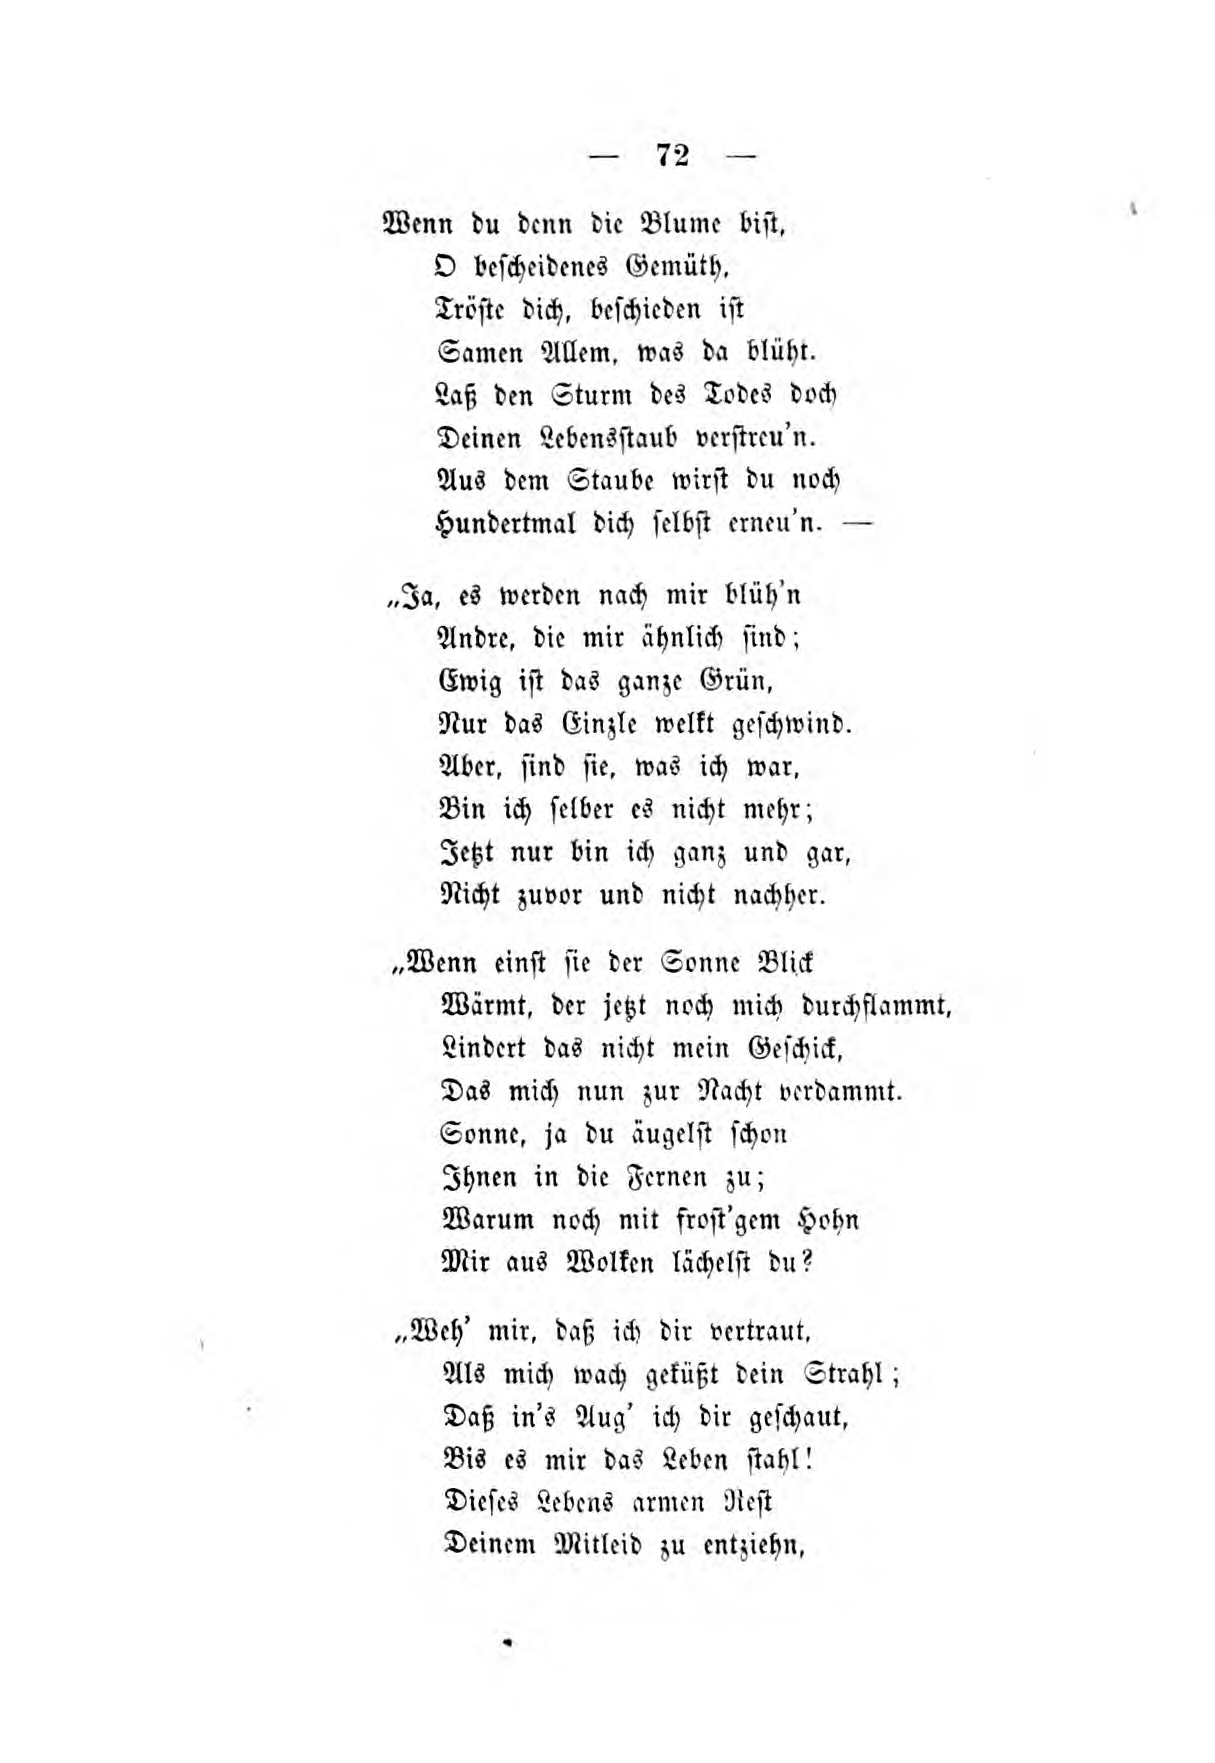 — 72 —
Wenn du denn die Blume biſt,
O beſcheidenes Gemüth,
Tröſte dich, beſchieden iſt
Samen Allem, was da blüht.
Laß den Sturm des Todes doch
Deinen Lebensſtaub verſtreu'n.
Aus dem Staube wirſt du noch
Hundertmal dich ſelbſt erneu'n. —
„Ja, es werden nach mir blüh'n
Andre, die mir ähnlich ſind;
Ewig iſt das ganze Grün,
Nur das Einzle welkt geſchwind.
Aber, ſind ſie, was ich war,
Bin ich ſelber es nicht mehr;
Jetzt nur bin ich ganz und gar,
Nicht zuvor und nicht nachher.
„Wenn einſt ſie der Sonne Blick
Wärmt, der jetzt noch mich durchflammt,
Lindert das nicht mein Geſchick,
Das mich nun zur Nacht verdammt.
Sonne, ja du äugelſt ſchon
Ihnen in die Fernen zu;
Warum noch mit froſt'gem Hohn
Mir aus Wolken lächelſt du?
„Weh' mir, daß ich dir vertraut,
Als mich wach geküßt dein Strahl;
Daß in's Aug' ich dir geſchaut,
Bis es mir das Leben ſtahl!
Dieſes Lebens armen Reſt
Deinem Mitleid zu entziehn,